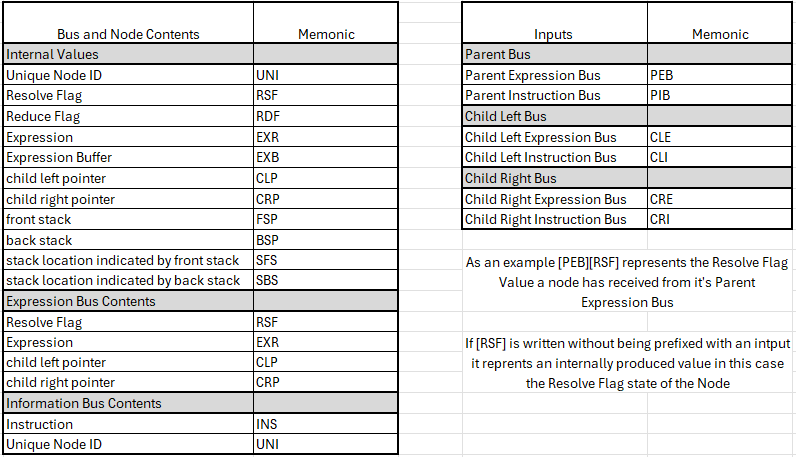 Bus and Node Contents Memonic
Internal Values
Unique Node ID UNI
Resolve Flag RSF
Reduce Flag RDF
Expression EXR
Expression Buffer EXB
child left pointer CLP
child right pointer CRP
front stack FSP
back stack BSP
stack location indicated by front stack SFS
stack location indicated by back stack SBS
Expression Bus Contents
Resolve Flag RSF
Expression EXR
child left pointer CLP
child right pointer CRP
Information Bus Contents
Instruction INS
Unique Node ID UNI
Inputs Memonic
Parent Bus
Parent Expression Bus PEB
Parent Instruction Bus PIB
Child Left Bus
Child Left Expression Bus CLE
Child Left Instruction Bus CLI
Child Right Bus
Child Right Expression Bus CRE
Child Right Instruction Bus CRI
As an example [PEB][RSF] represents the Resolve Flag
Value a node has received from it's Parent
Expression Bus
If [RSF] is written without being prefixed with an intput
it reprents an internally produced value in this case
the Resolve Flag state of the Node